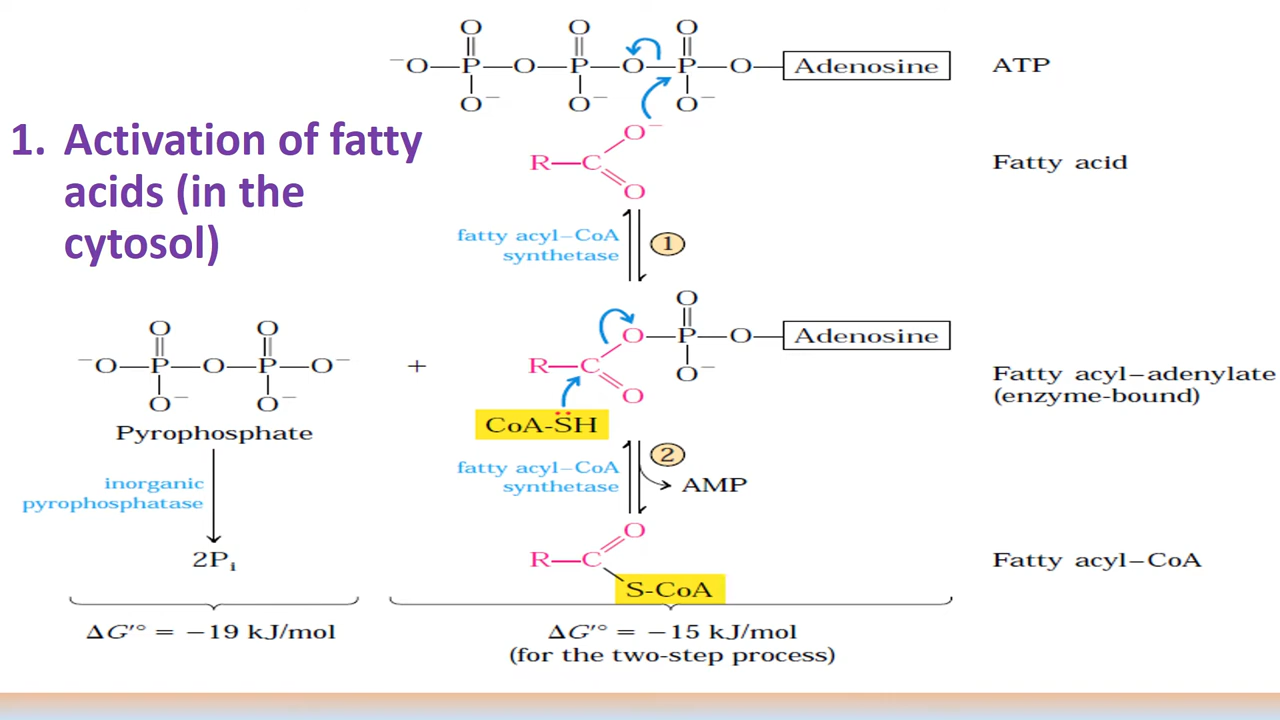 O O O
⁻O—P—O—P—O—P—O—Adenosine ATP
O⁻ O⁻ O⁻
1. Activation of fatty
acids (in the
cytosol)
O⁻
R—C Fatty acid
O
fatty acyl–CoA
synthetase
1
O O
⁻O—P—O—P—O⁻
O⁻ O⁻
Pyrophosphate
+
O
O—P—O—Adenosine
R—C O⁻
O
Fatty acyl–adenylate
(enzyme-bound)
CoA-SH
inorganic
pyrophosphatase
fatty acyl–CoA
synthetase
2
AMP
2Pi
O
R—C Fatty acyl–CoA
S-CoA
ΔG′° = −19 kJ/mol
ΔG′° = −15 kJ/mol
(for the two-step process)